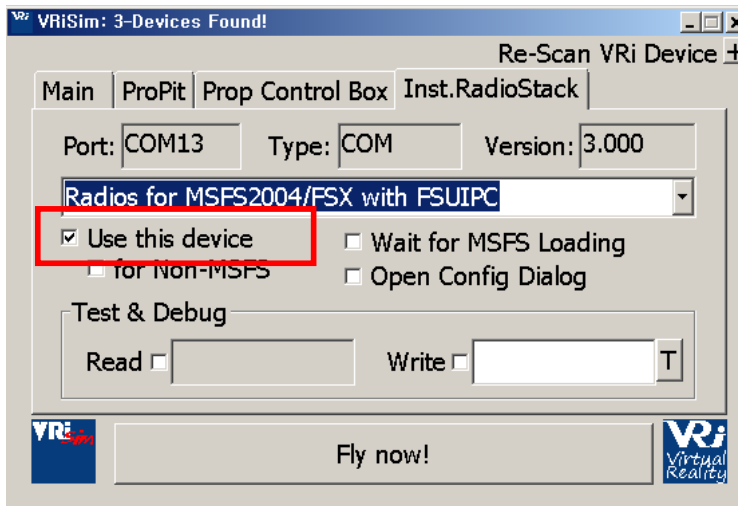 VRi VRiSim: 3-Devices Found!
Re-Scan VRi Device +
Main ProPit Prop Control Box Inst.RadioStack
Port: COM13 Type: COM Version: 3.000
Radios for MSFS2004/FSX with FSUIPC
Use this device Wait for MSFS Loading
for Non-MSFS Open Config Dialog
Test & Debug
Read Write T
VRi Sim Fly now! VRi Virtual Reality